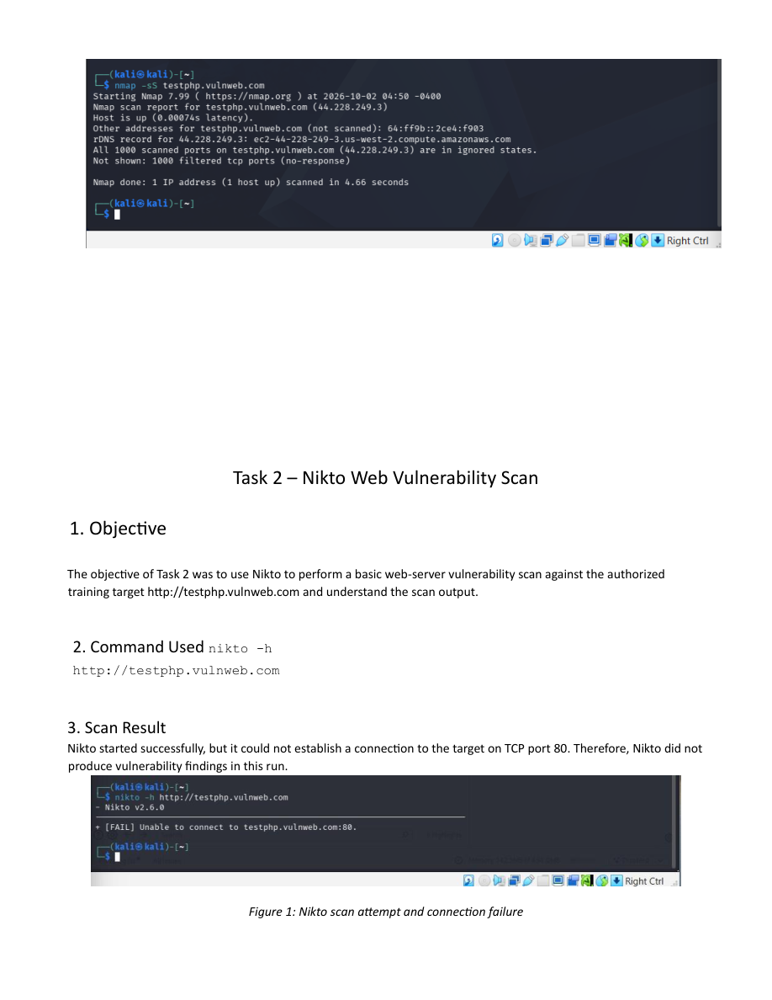 (kali㉿kali)-[~]
$ nmap -sS testphp.vulnweb.com
Starting Nmap 7.99 ( https://nmap.org ) at 2026-10-02 04:50 -0400
Nmap scan report for testphp.vulnweb.com (44.228.249.3)
Host is up (0.00074s latency).
Other addresses for testphp.vulnweb.com (not scanned): 64:ff9b::2ce4:f903
rDNS record for 44.228.249.3: ec2-44-228-249-3.us-west-2.compute.amazonaws.com
All 1000 scanned ports on testphp.vulnweb.com (44.228.249.3) are in ignored states.
Not shown: 1000 filtered tcp ports (no-response)
Nmap done: 1 IP address (1 host up) scanned in 4.66 seconds
(kali㉿kali)-[~]
$
Right Ctrl
Task 2 – Nikto Web Vulnerability Scan
1. Objective
The objective of Task 2 was to use Nikto to perform a basic web-server vulnerability scan against the authorized
training target http://testphp.vulnweb.com and understand the scan output.
2. Command Used nikto -h
http://testphp.vulnweb.com
3. Scan Result
Nikto started successfully, but it could not establish a connection to the target on TCP port 80. Therefore, Nikto did not
produce vulnerability findings in this run.
(kali㉿kali)-[~]
$ nikto -h http://testphp.vulnweb.com
- Nikto v2.6.0
+ [FAIL] Unable to connect to testphp.vulnweb.com:80.
(kali㉿kali)-[~]
$
Right Ctrl
Figure 1: Nikto scan attempt and connection failure